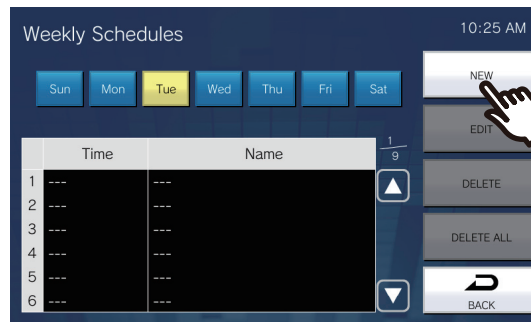 Weekly Schedules
10:25 AM
Sun Mon Tue Wed Thu Fri Sat
NEW
EDIT
DELETE
DELETE ALL
BACK
Time Name
1
9
1 --- ---
2 --- ---
3 --- ---
4 --- ---
5 --- ---
6 --- ---